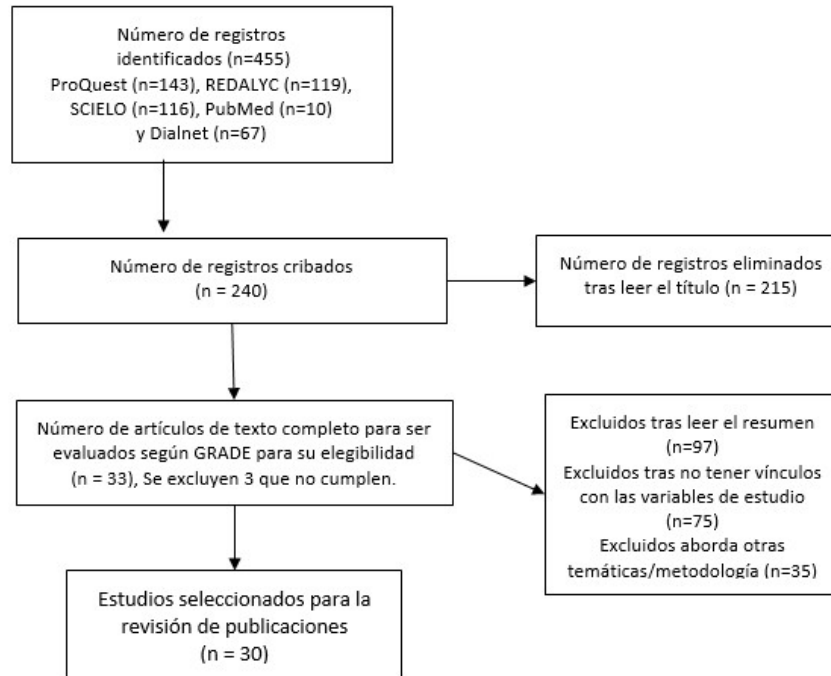 Número de registros
identificados (n=455)
ProQuest (n=143), REDALYC (n=119),
SCIELO (n=116), PubMed (n=10)
y Dialnet (n=67)
Número de registros cribados
(n = 240)
Número de registros eliminados
tras leer el título (n = 215)
Número de artículos de texto completo para ser
evaluados según GRADE para su elegibilidad
(n = 33), Se excluyen 3 que no cumplen.
Excluidos tras leer el resumen
(n=97)
Excluidos tras no tener vínculos
con las variables de estudio
(n=75)
Excluidos aborda otras
temáticas/metodología (n=35)
Estudios seleccionados para la
revisión de publicaciones
(n = 30)